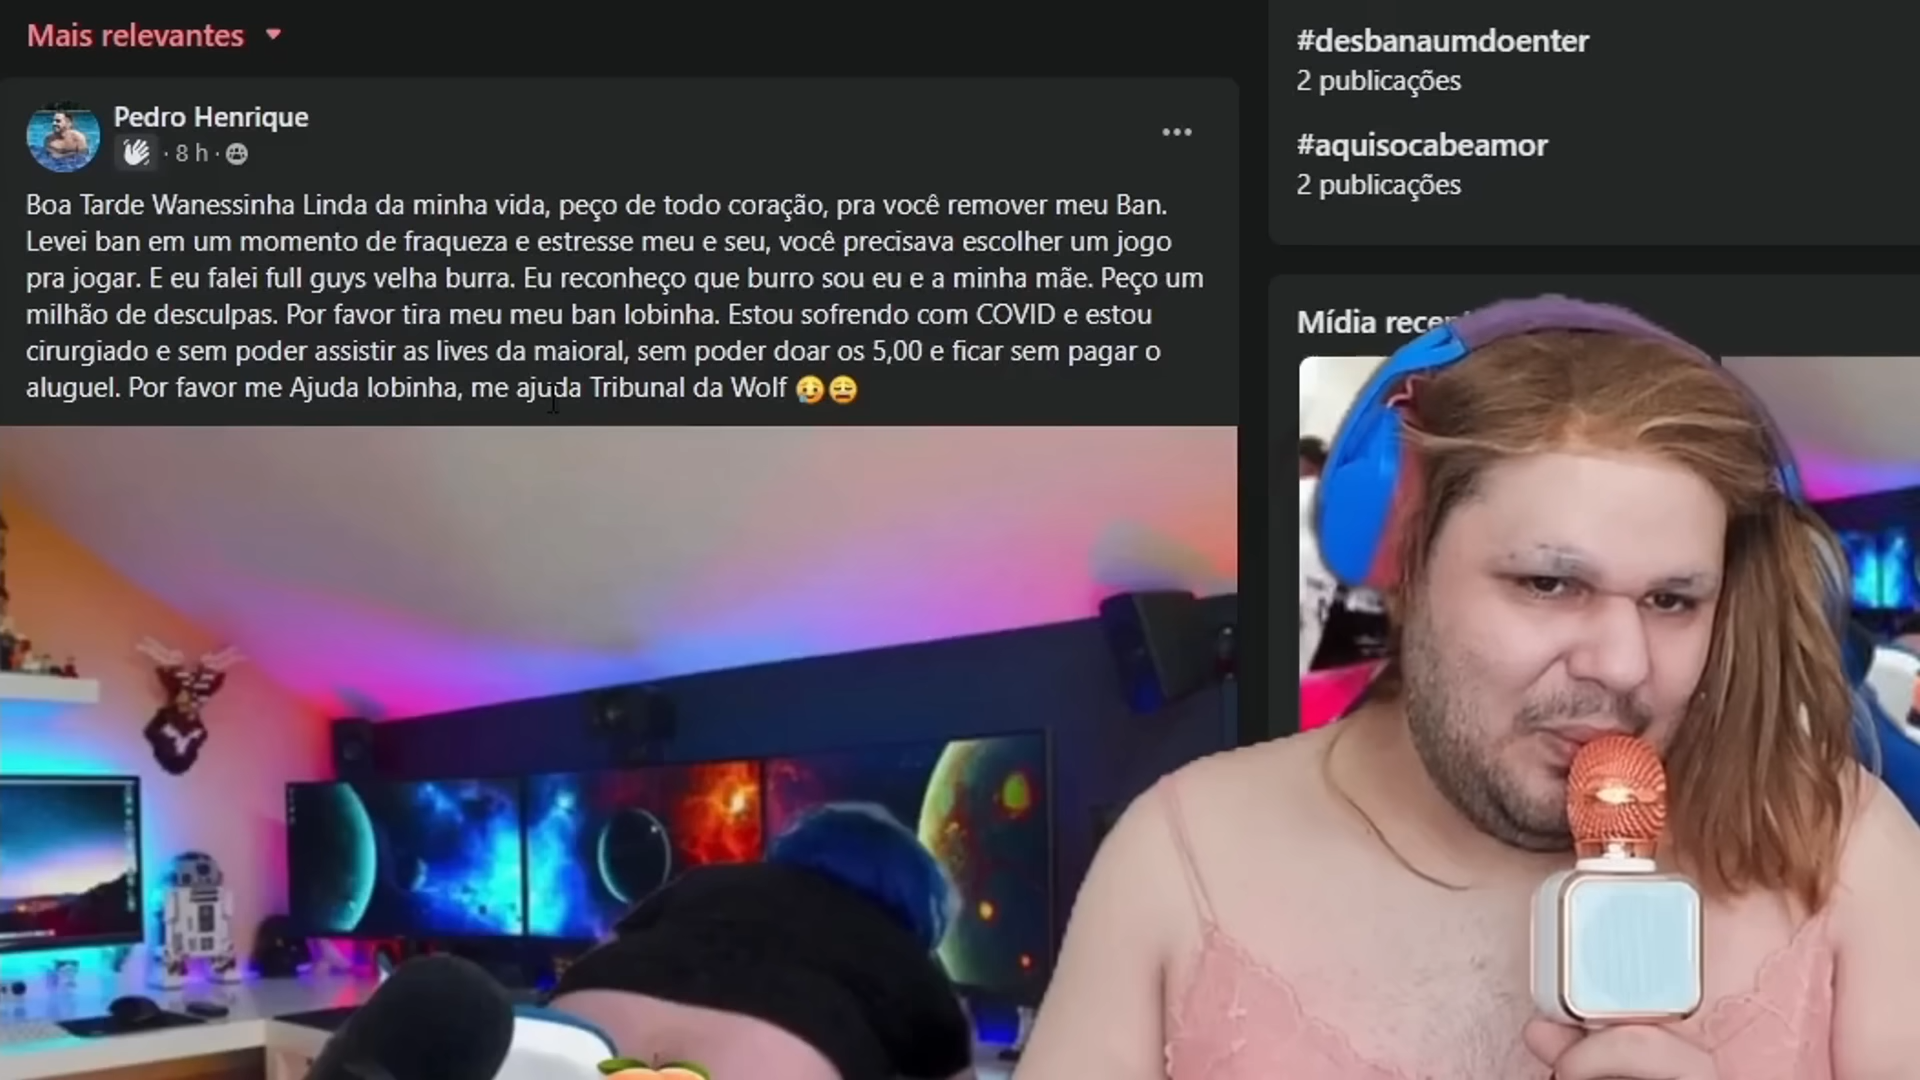 Mais relevantes
Pedro Henrique
· 8 h ·
Boa Tarde Wanessinha Linda da minha vida, peço de todo coração, pra você remover meu Ban.
Levei ban em um momento de fraqueza e estresse meu e seu, você precisava escolher um jogo
pra jogar. E eu falei full guys velha burra. Eu reconheço que burro sou eu e a minha mãe. Peço um
milhão de desculpas. Por favor tira meu meu ban lobinha. Estou sofrendo com COVID e estou
cirurgiado e sem poder assistir as lives da maioral, sem poder doar os 5,00 e ficar sem pagar o
aluguel. Por favor me Ajuda lobinha, me ajuda Tribunal da Wolf 🥲😩
#desbanaumdoenter
2 publicações
#aquisocabeamor
2 publicações
Mídia